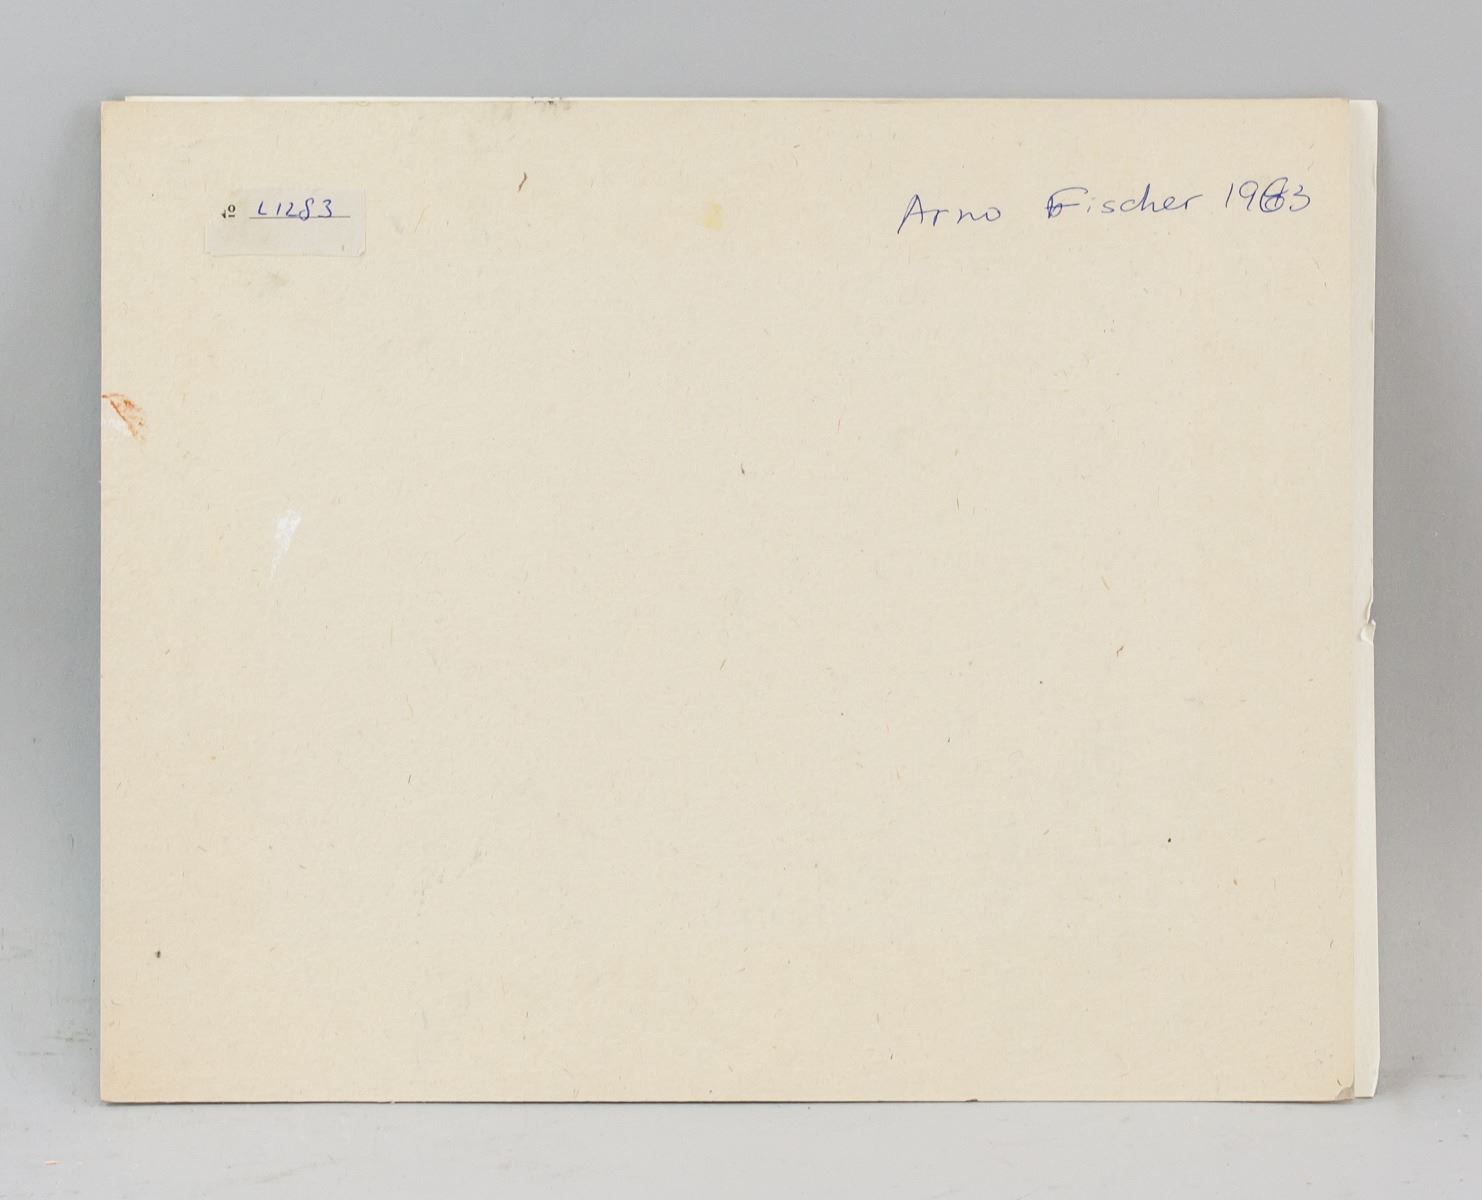 № L1283
Arno Fischer 1963